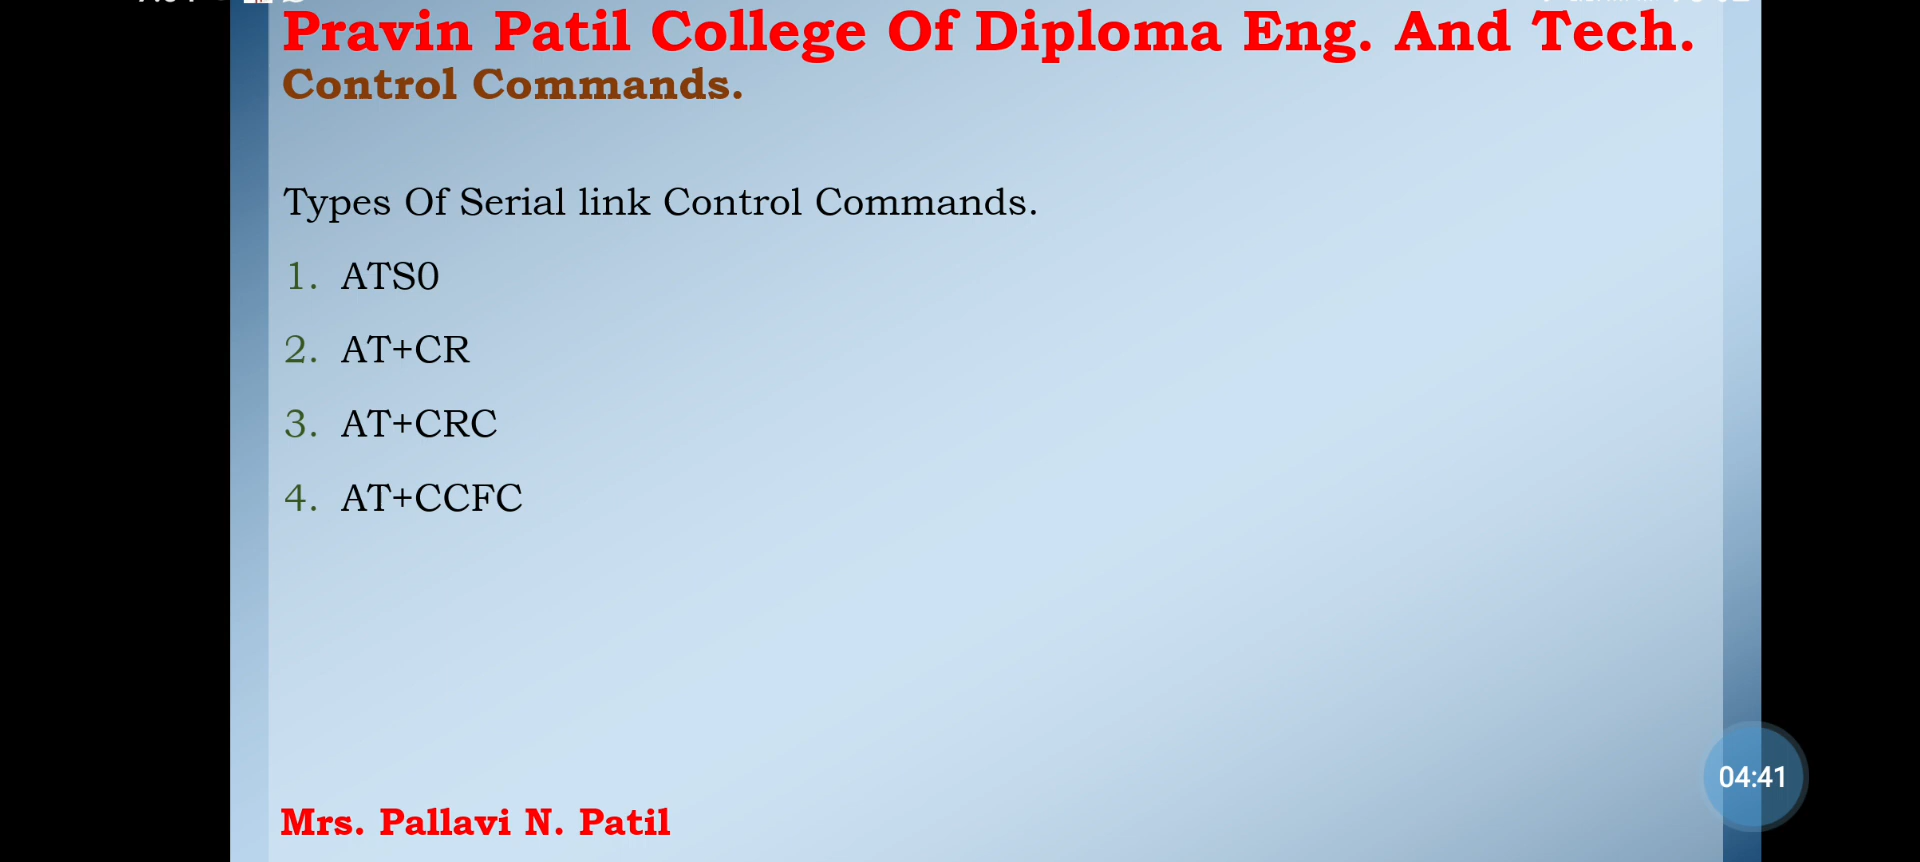 Pravin Patil College Of Diploma Eng. And Tech.
Control Commands.
Types Of Serial link Control Commands.
1. ATS0
2. AT+CR
3. AT+CRC
4. AT+CCFC
04:41
Mrs. Pallavi N. Patil